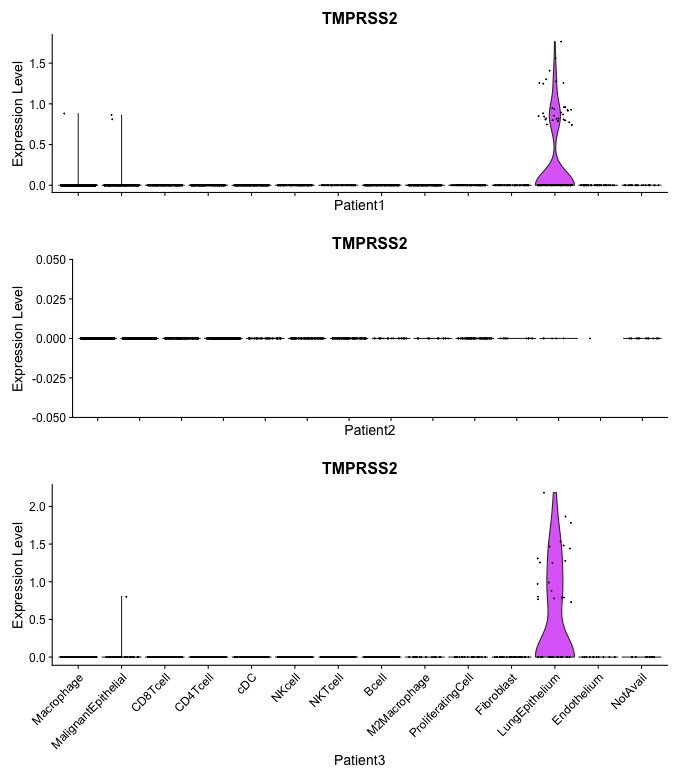 TMPRSS2
Expression Level
1.5
1.0
0.5
0.0
Patient1
TMPRSS2
Expression Level
0.050
0.025
0.000
-0.025
-0.050
Patient2
TMPRSS2
Expression Level
2.0
1.5
1.0
0.5
0.0
Macrophage
MalignantEpithelial
CD8Tcell
CD4Tcell
cDC
NKcell
NKTcell
Bcell
M2Macrophage
ProliferatingCell
Fibroblast
LungEpithelium
Endothelium
NotAvail
Patient3